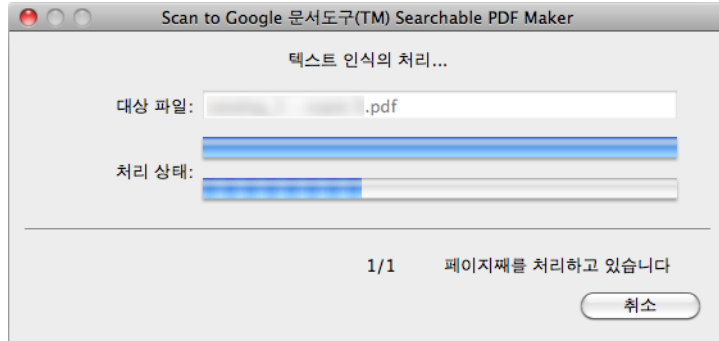 Scan to Google 문서도구(TM) Searchable PDF Maker
텍스트 인식의 처리...
대상 파일: .pdf
처리 상태:
1/1 페이지째를 처리하고 있습니다
취소